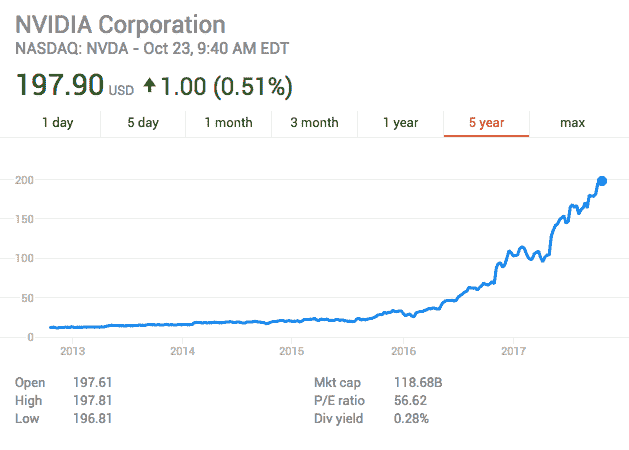 NVIDIA Corporation
NASDAQ: NVDA - Oct 23, 9:40 AM EDT
197.90 USD ↑ 1.00 (0.51%)
1 day 5 day 1 month 3 month 1 year 5 year max
200
150
100
50
0
2013 2014 2015 2016 2017
Open 197.61 Mkt cap 118.68B
High 197.81 P/E ratio 56.62
Low 196.81 Div yield 0.28%